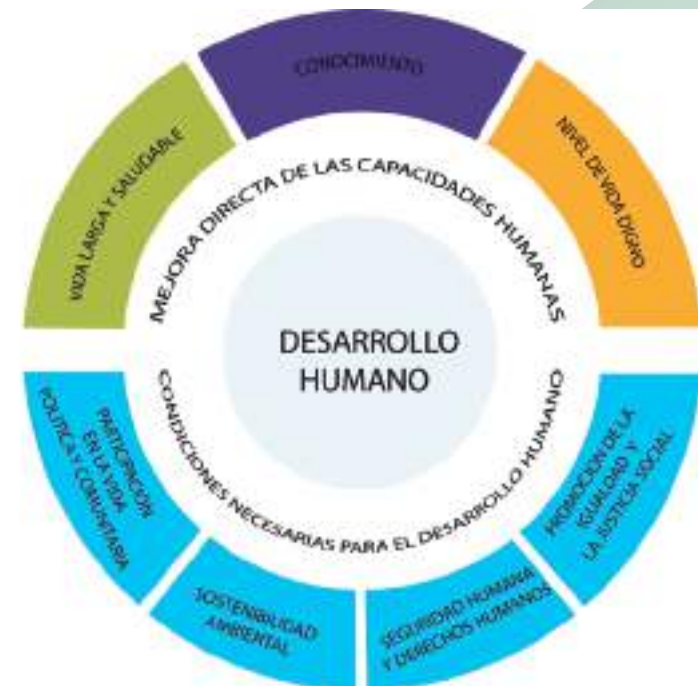 CONOCIMIENTO
VIDA LARGA Y SALUDABLE
NIVEL DE VIDA DIGNO
MEJORA DIRECTA DE LAS CAPACIDADES HUMANAS
DESARROLLO
HUMANO
CONDICIONES NECESARIAS PARA EL DESARROLLO HUMANO
PARTICIPACIÓN
EN LA VIDA
POLITICA Y COMUNITARIA
SOSTENIBILIDAD
AMBIENTAL
SEGURIDAD HUMANA
Y DERECHOS HUMANOS
PROMOCION DE LA
IGUALDAD Y
LA JUSTICIA SOCIAL